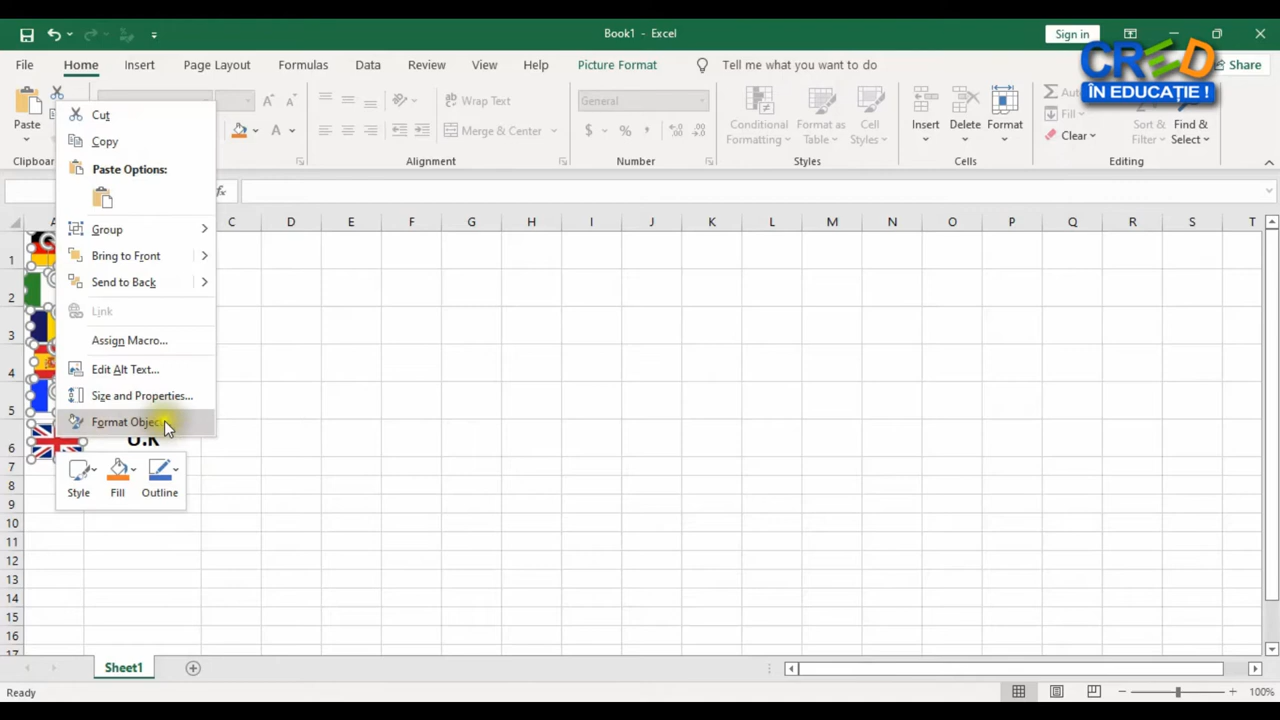 Book1 - Excel
Sign in
File Home Insert Page Layout Formulas Data Review View Help Picture Format Tell me what you want to do Share
CRED
ÎN EDUCAȚIE !
Paste
Wrap Text
Merge & Center
General
$ % ,
Conditional Formatting
Format as Table
Cell Styles
Insert
Delete
Format
Fill
Clear
Sort &
Find & Select
Clipboard
Alignment
Number
Styles
Cells
Editing
fx
Cut
Copy
Paste Options:
Group
Bring to Front
Send to Back
Link
Assign Macro...
Edit Alt Text...
Size and Properties...
Format
Style Fill Outline
C D E F G H I J K L M N O P Q R S T
1
2
3
4
5
6
U.K
7
8
9
10
11
12
13
14
15
16
17
Sheet1
Ready
100%